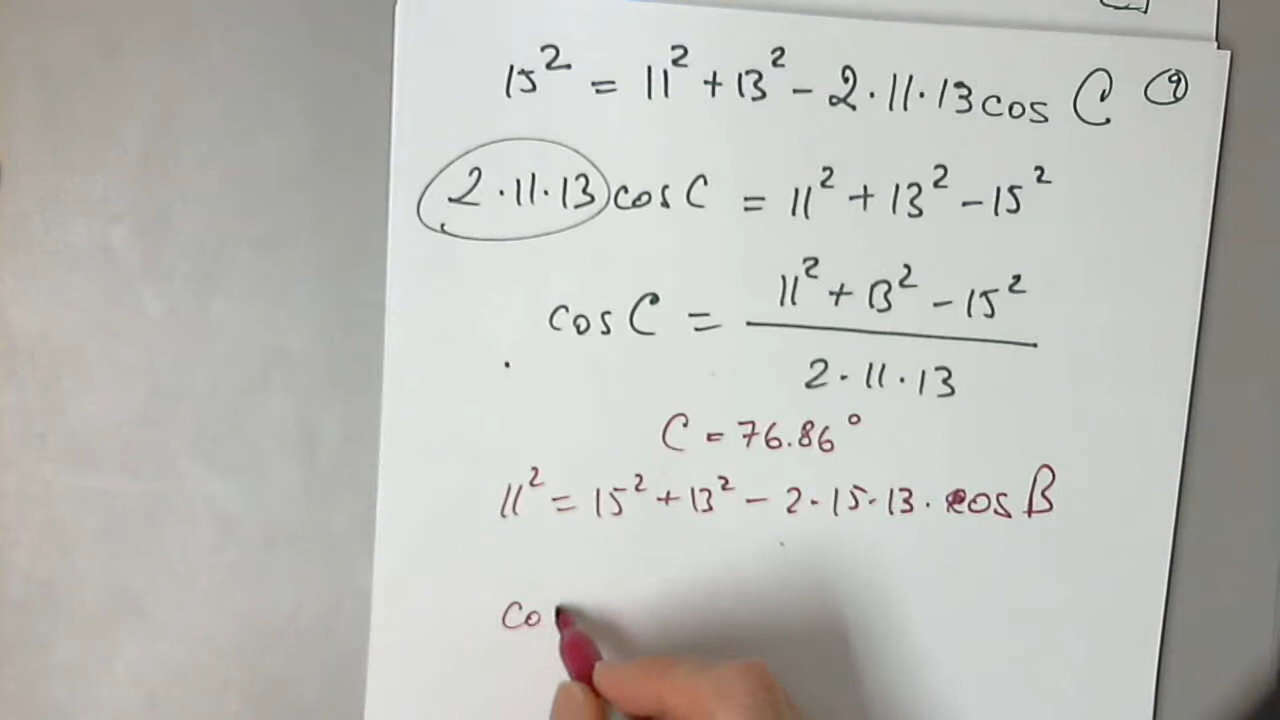 15² = 11² + 13² - 2·11·13 cos C ⑨
2·11·13 cos C = 11² + 13² - 15²
cos C = 11² + 13² - 15²
2·11·13
C = 76.86°
11² = 15² + 13² - 2·15·13·cos B
Co